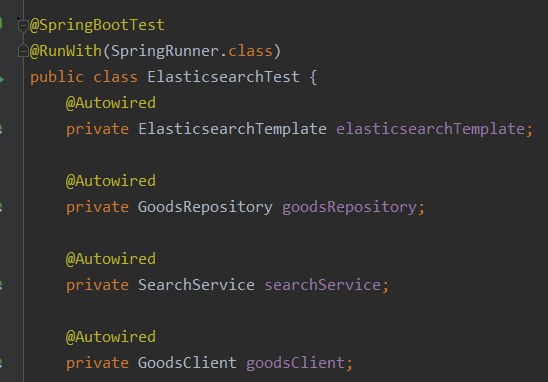 @SpringBootTest
@RunWith(SpringRunner.class)
public class ElasticsearchTest {
@Autowired
private ElasticsearchTemplate elasticsearchTemplate;
@Autowired
private GoodsRepository goodsRepository;
@Autowired
private SearchService searchService;
@Autowired
private GoodsClient goodsClient;